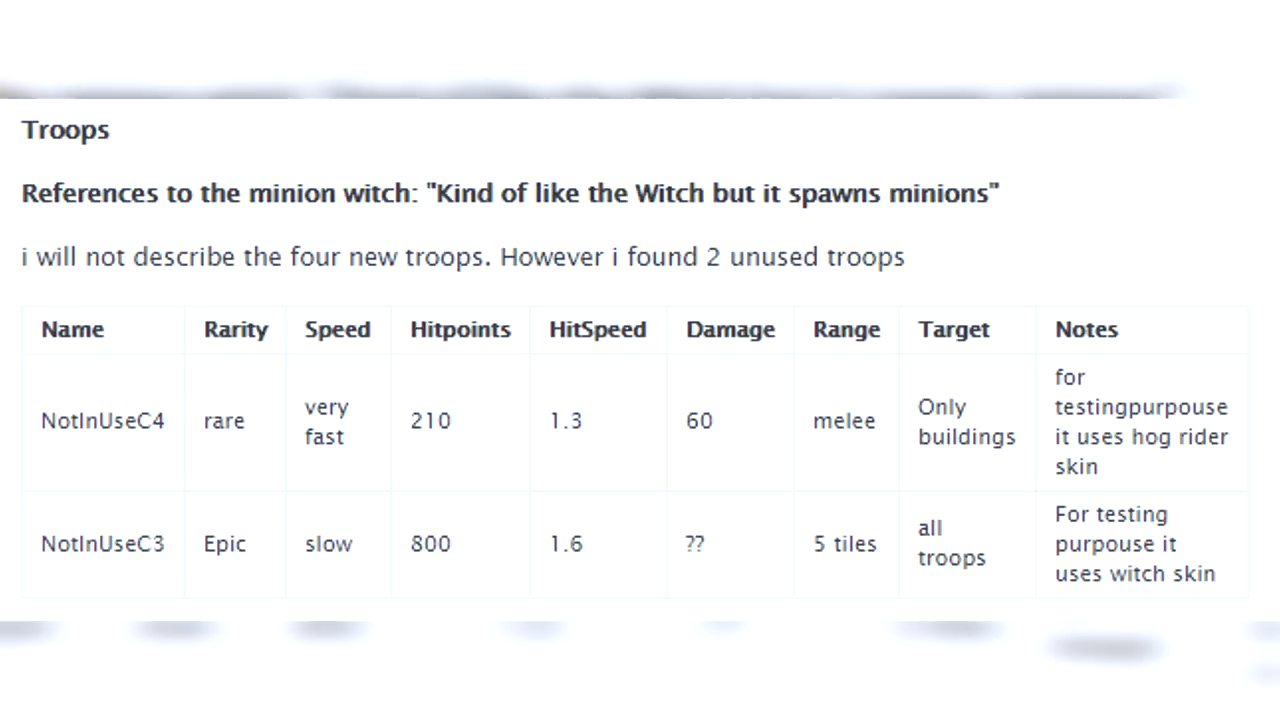 Troops
References to the minion witch: "Kind of like the Witch but it spawns minions"
i will not describe the four new troops. However i found 2 unused troops
Name Rarity Speed Hitpoints HitSpeed Damage Range Target Notes
NotInUseC4 rare very fast 210 1.3 60 melee Only buildings for testingpurpouse it uses hog rider skin
NotInUseC3 Epic slow 800 1.6 ?? 5 tiles all troops For testing purpouse it uses witch skin